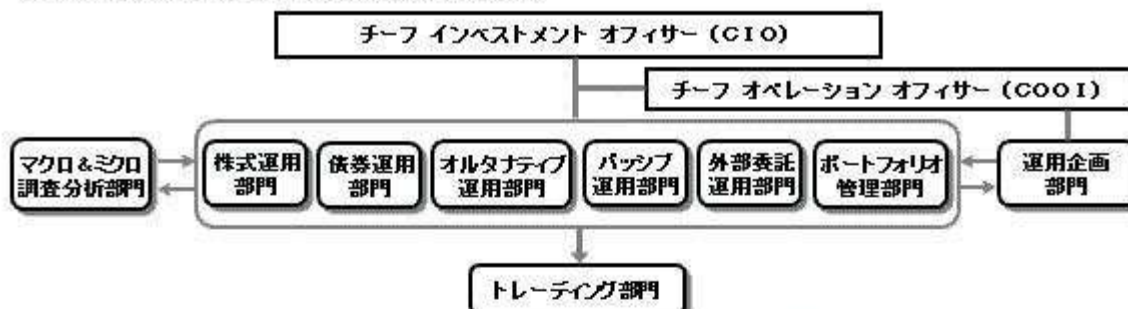 チーフ インベストメント オフィサー (CIO)
チーフ オペレーション オフィサー (COOI)
マクロ&ミクロ
調査分析部門
株式運用
部門
債券運用
部門
オルタナティブ
運用部門
パッシブ
運用部門
外部委託
運用部門
ポートフォリオ
管理部門
運用企画
部門
トレーディング部門